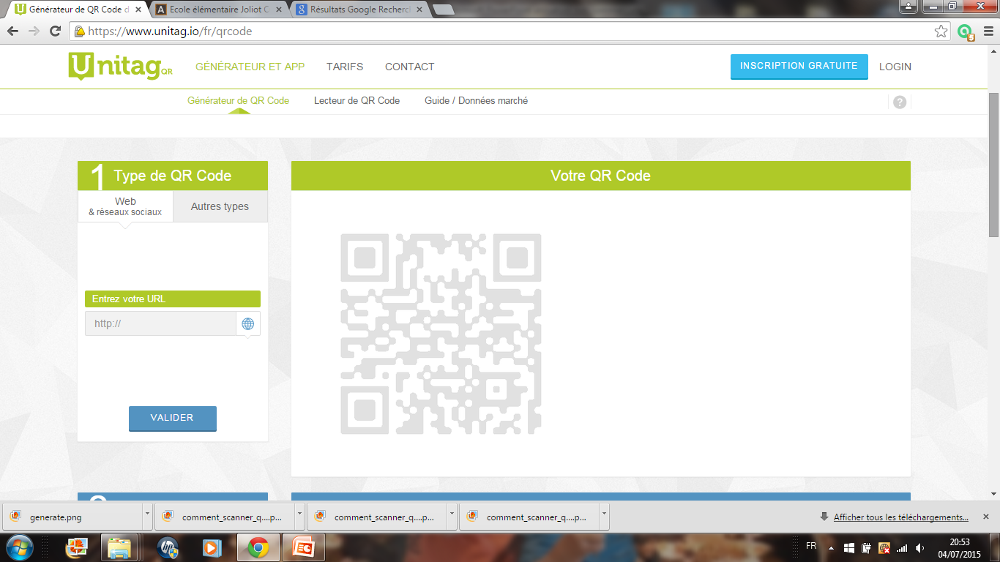 Générateur de QR Code d
Ecole élémentaire Joliot C
Résultats Google Recherch
https://www.unitag.io/fr/qrcode
Unitag QR
GÉNÉRATEUR ET APP
TARIFS
CONTACT
INSCRIPTION GRATUITE
LOGIN
Générateur de QR Code
Lecteur de QR Code
Guide / Données marché
?
1 Type de QR Code
Votre QR Code
Web
& réseaux sociaux
Autres types
Entrez votre URL
http://
VALIDER
generate.png
comment_scanner_q....p...
comment_scanner_q....p...
comment_scanner_q....p...
Afficher tous les téléchargements...
FR
20:53
04/07/2015